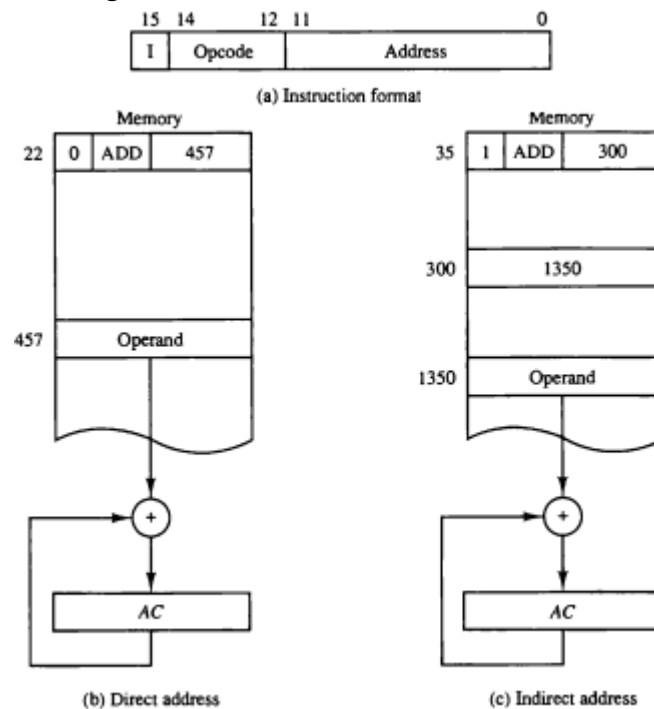 15 14 12 11 0
I Opcode Address
(a) Instruction format
Memory
22 0 ADD 457
457 Operand
+
AC
(b) Direct address
Memory
35 1 ADD 300
300 1350
1350 Operand
+
AC
(c) Indirect address